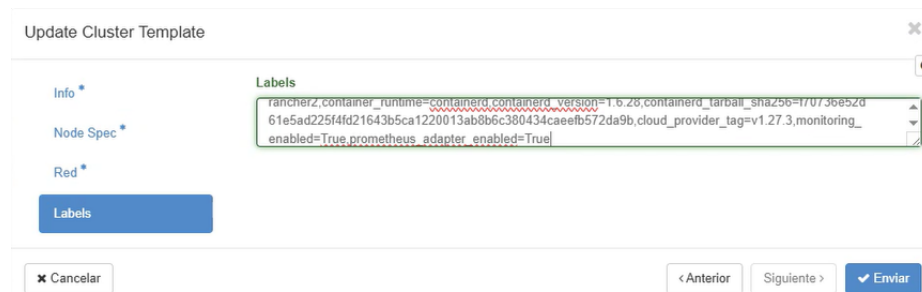 Update Cluster Template
Info *
Node Spec *
Red *
Labels
Labels
rancher2,container_runtime=containerd,containerd_version=1.6.28,containerd_tarball_sha256=f70736e52d
61e5ad225f4fd21643b5ca1220013ab8b6c380434caeefb572da9b,cloud_provider_tag=v1.27.3,monitoring_
enabled=True,prometheus_adapter_enabled=True
Cancelar
< Anterior
Siguiente >
Enviar